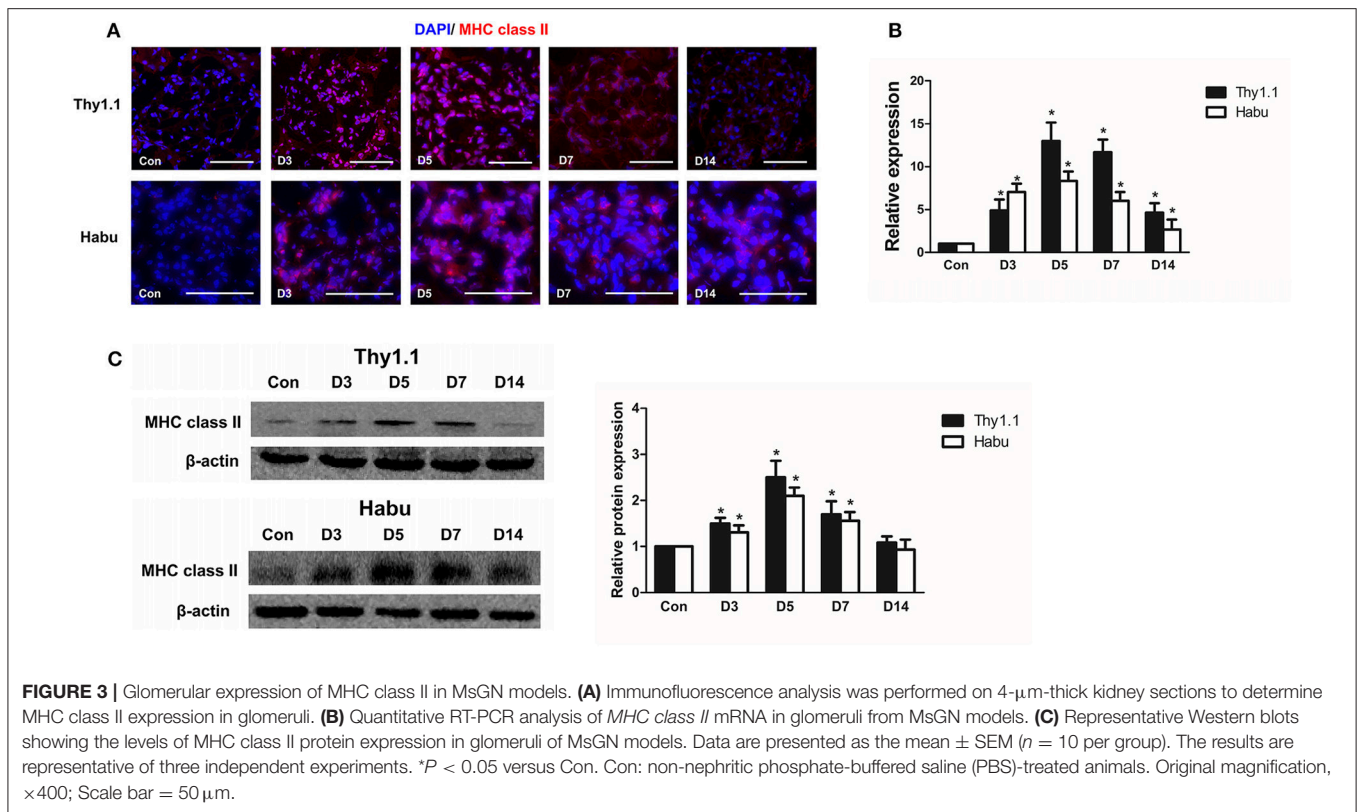 A
DAPI/ MHC class II
Thy1.1
Con D3 D5 D7 D14
Habu
Con D3 D5 D7 D14
B
Relative expression
20
15
10
5
0
Thy1.1
Habu
* * * * * * * *
Con D3 D5 D7 D14
C
Thy1.1
Con D3 D5 D7 D14
MHC class II
β-actin
Habu
Con D3 D5 D7 D14
MHC class II
β-actin
Relative protein expression
4
3
2
1
0
Thy1.1
Habu
* * * * * *
Con D3 D5 D7 D14
FIGURE 3 | Glomerular expression of MHC class II in MsGN models. (A) Immunofluorescence analysis was performed on 4-μm-thick kidney sections to determine
MHC class II expression in glomeruli. (B) Quantitative RT-PCR analysis of MHC class II mRNA in glomeruli from MsGN models. (C) Representative Western blots
showing the levels of MHC class II protein expression in glomeruli of MsGN models. Data are presented as the mean ± SEM (n = 10 per group). The results are
representative of three independent experiments. *P < 0.05 versus Con. Con: non-nephritic phosphate-buffered saline (PBS)-treated animals. Original magnification,
×400; Scale bar = 50 μm.